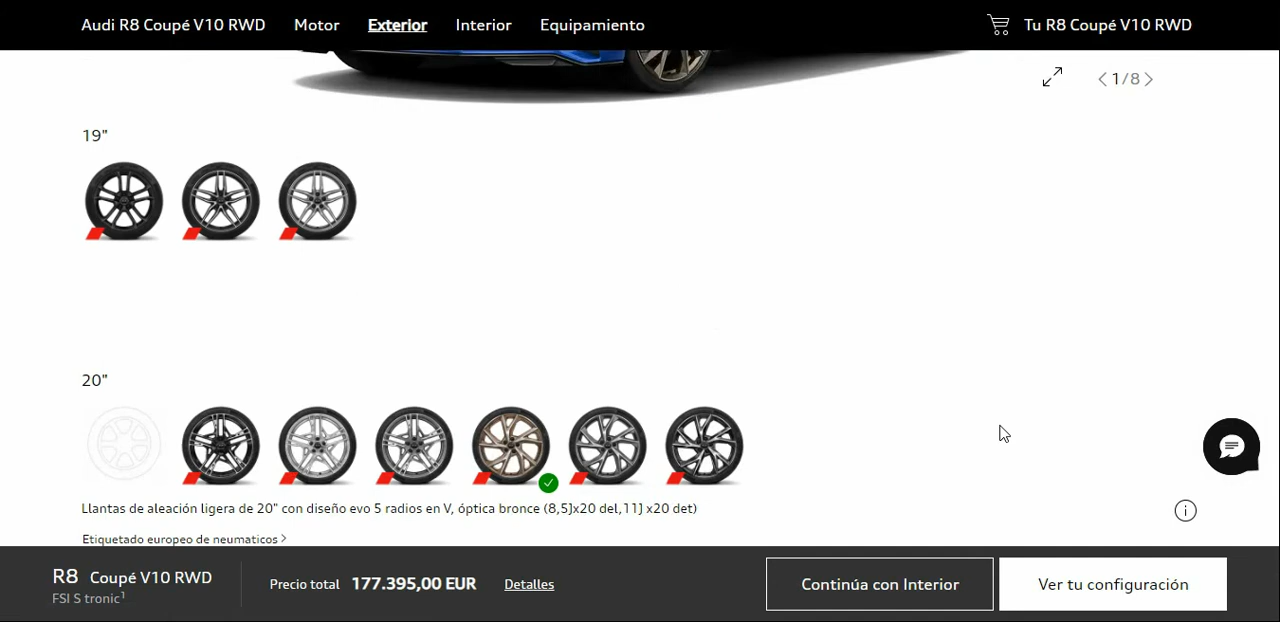 Audi R8 Coupé V10 RWD Motor Exterior Interior Equipamiento Tu R8 Coupé V10 RWD
1/8
19"
20"
Llantas de aleación ligera de 20" con diseño evo 5 radios en V, óptica bronce (8,5Jx20 del,11J x20 det)
Etiquetado europeo de neumaticos
R8 Coupé V10 RWD
FSI S tronic¹
Precio total 177.395,00 EUR Detalles
Continúa con Interior
Ver tu configuración